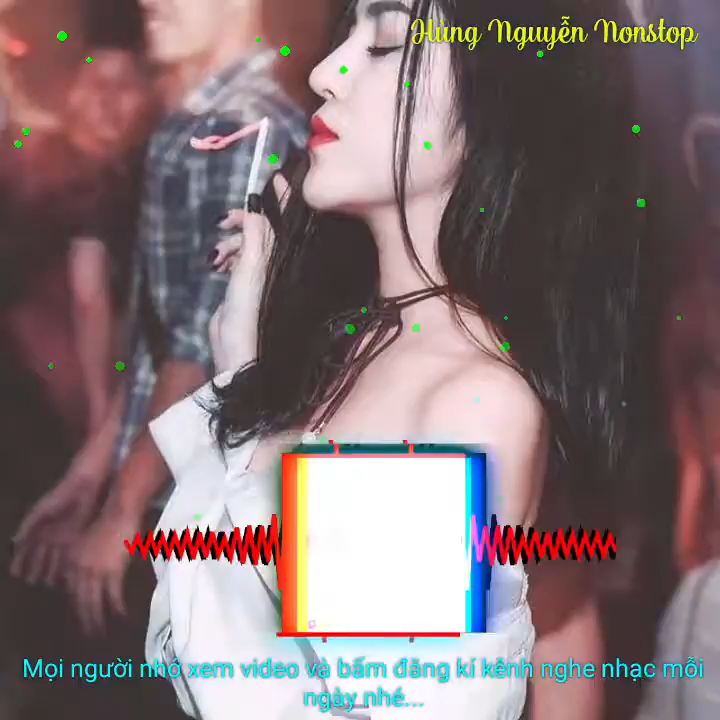 Hùng Nguyễn Nonstop
Mọi người nhớ xem video và bấm đăng kí kênh nghe nhạc mỗi
ngày nhé...